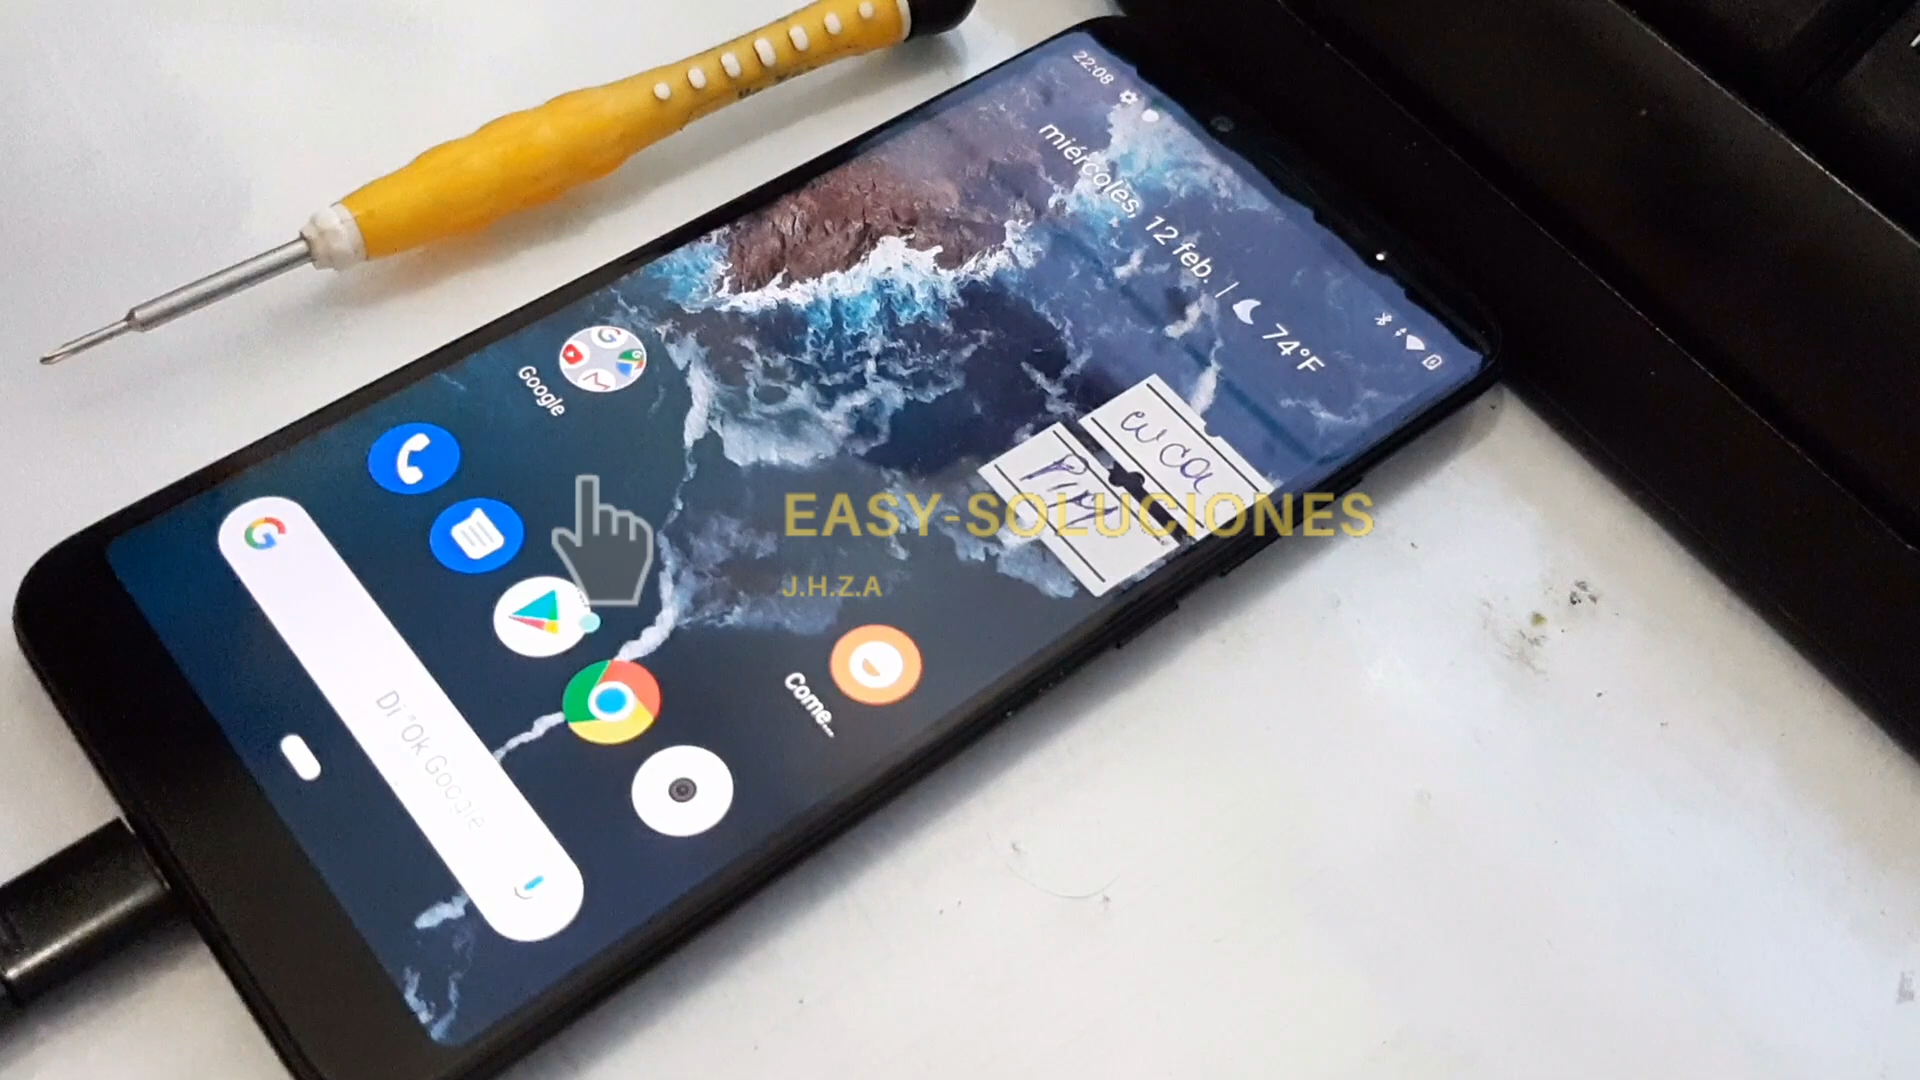 22:08
miércoles, 12 feb. | 74°F
Google
EASY-SOLUCIONES
J.H.Z.A
Come...
Di "Ok Google"